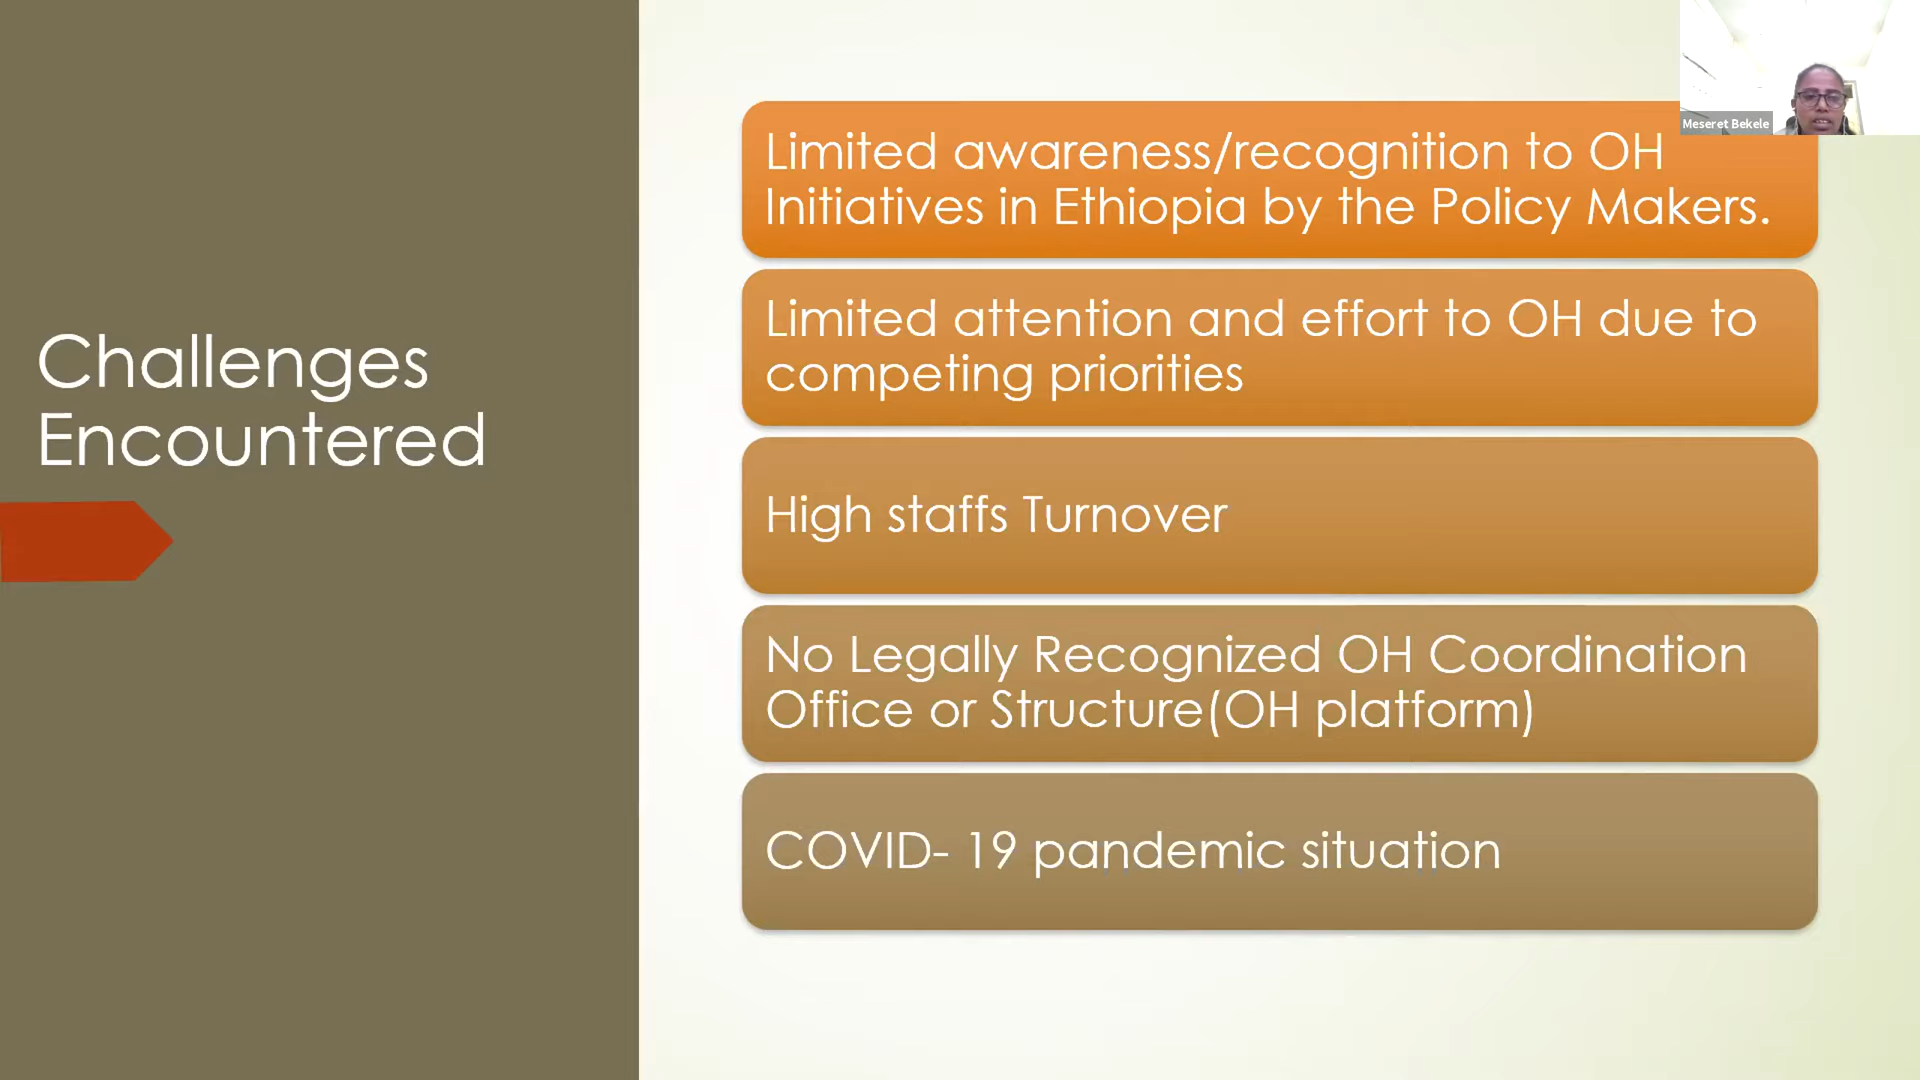 Challenges
Encountered
Limited awareness/recognition to OH
Initiatives in Ethiopia by the Policy Makers.
Limited attention and effort to OH due to
competing priorities
High staffs Turnover
No Legally Recognized OH Coordination
Office or Structure(OH platform)
COVID- 19 pandemic situation
Meseret Bekele